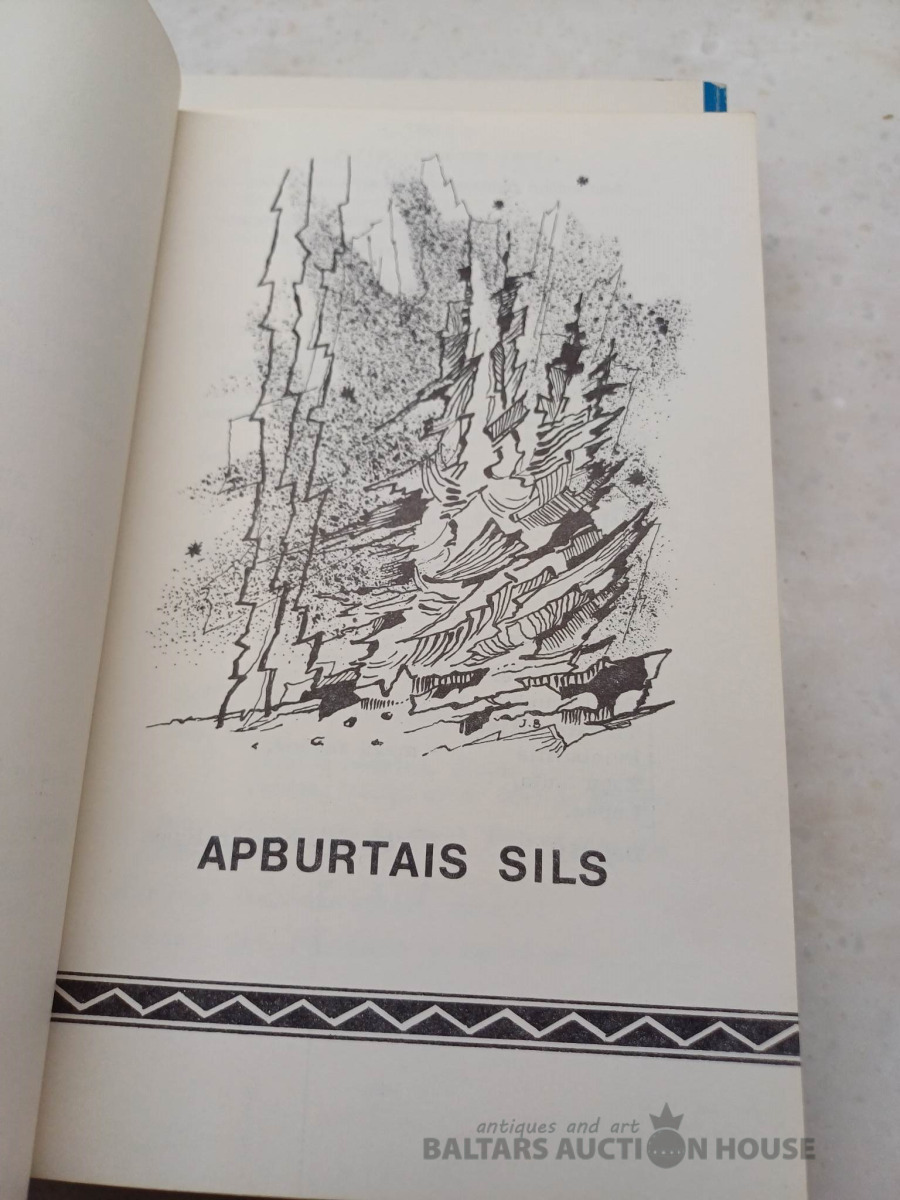 J.B
APBURTAIS SILS
antiques and art
BALTARS AUCTION HOUSE